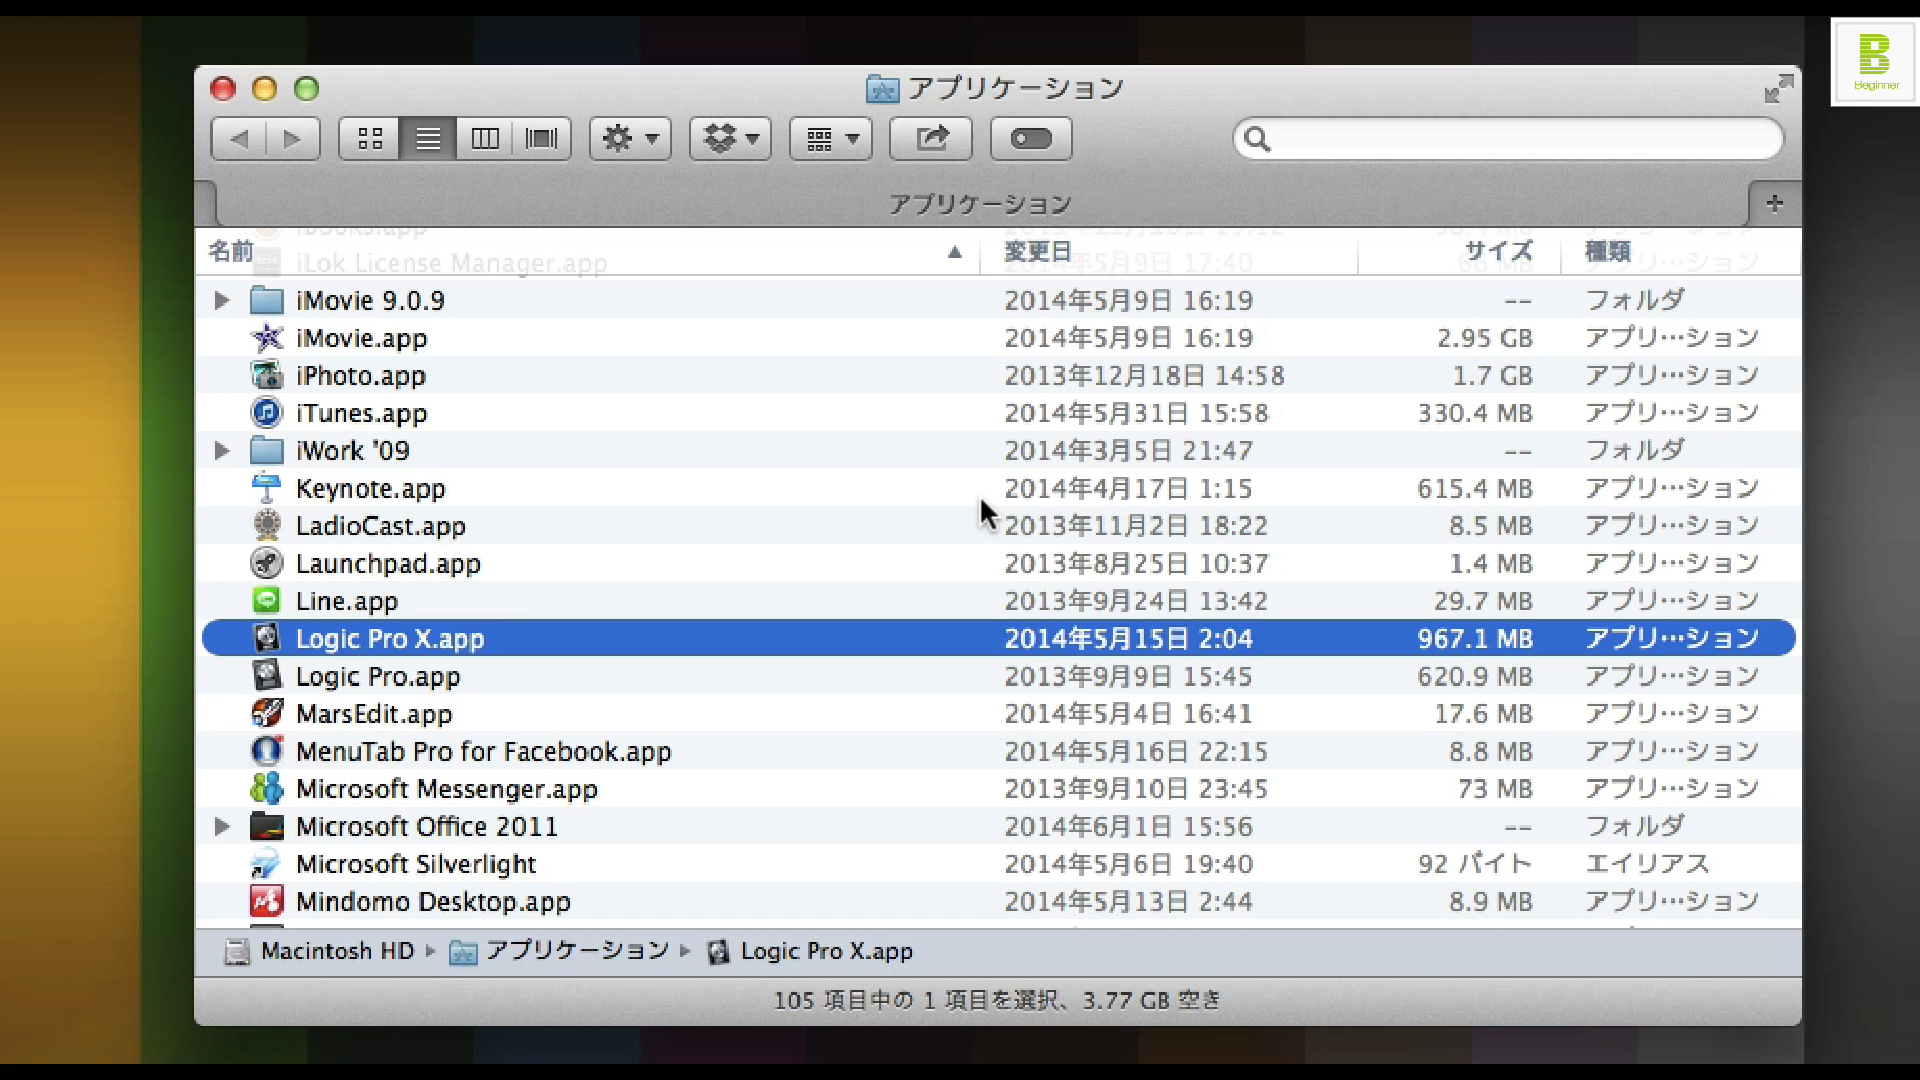 アプリケーション
B
Beginner
アプリケーション
+
名前 変更日 サイズ 種類
iLok License Manager.app 2014年5月9日 17:40
iMovie 9.0.9 2014年5月9日 16:19 -- フォルダ
iMovie.app 2014年5月9日 16:19 2.95 GB アプリ…ション
iPhoto.app 2013年12月18日 14:58 1.7 GB アプリ…ション
iTunes.app 2014年5月31日 15:58 330.4 MB アプリ…ション
iWork '09 2014年3月5日 21:47 -- フォルダ
Keynote.app 2014年4月17日 1:15 615.4 MB アプリ…ション
LadioCast.app 2013年11月2日 18:22 8.5 MB アプリ…ション
Launchpad.app 2013年8月25日 10:37 1.4 MB アプリ…ション
Line.app 2013年9月24日 13:42 29.7 MB アプリ…ション
Logic Pro X.app 2014年5月15日 2:04 967.1 MB アプリ…ション
Logic Pro.app 2013年9月9日 15:45 620.9 MB アプリ…ション
MarsEdit.app 2014年5月4日 16:41 17.6 MB アプリ…ション
MenuTab Pro for Facebook.app 2014年5月16日 22:15 8.8 MB アプリ…ション
Microsoft Messenger.app 2013年9月10日 23:45 73 MB アプリ…ション
Microsoft Office 2011 2014年6月1日 15:56 -- フォルダ
Microsoft Silverlight 2014年5月6日 19:40 92 バイト エイリアス
Mindomo Desktop.app 2014年5月13日 2:44 8.9 MB アプリ…ション
Macintosh HD ▸ アプリケーション ▸ Logic Pro X.app
105 項目中の 1 項目を選択、3.77 GB 空き